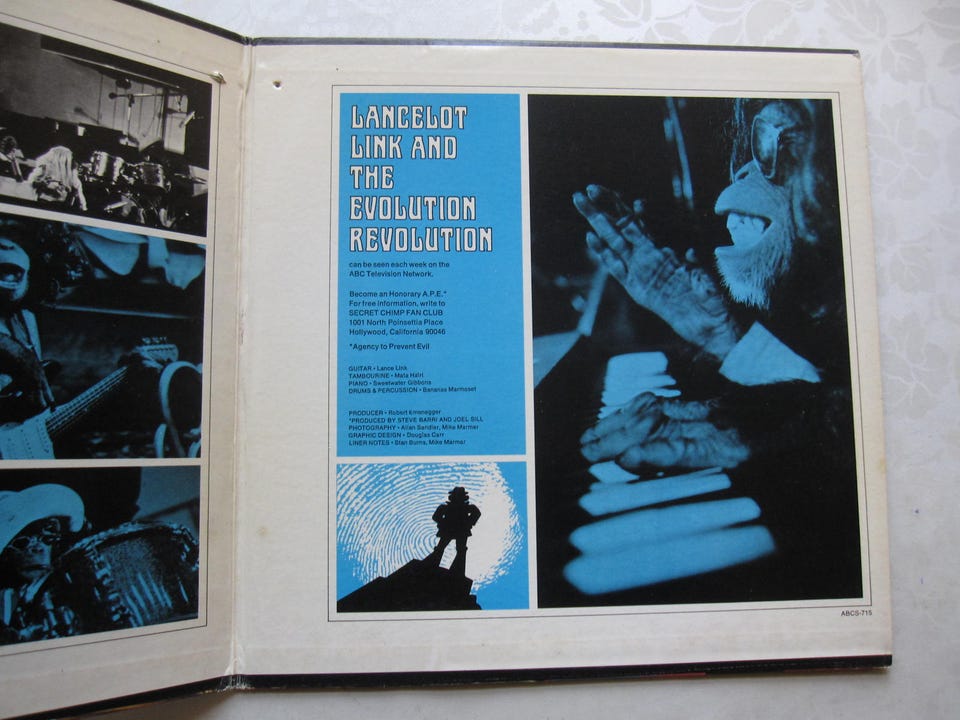 LANCELOT
LINK AND
THE
EVOLUTION
REVOLUTION
can be seen each week on the
ABC Television Network.
Become an Honorary A.P.E.*
For free information, write to
SECRET CHIMP FAN CLUB
1001 North Poinsettia Place
Hollywood, California 90046
*Agency to Prevent Evil
GUITAR • Lance Link
TAMBOURINE • Mata Hairi
PIANO • Sweetwater Gibbons
DRUMS & PERCUSSION • Bananas Marmoset
PRODUCER • Robert Emenegger
*PRODUCED BY STEVE BARRI AND JOEL SILL
PHOTOGRAPHY • Allan Sandler, Mike Marmer
GRAPHIC DESIGN • Douglas Carr
LINER NOTES • Stan Burns, Mike Marmer
ABCS-715